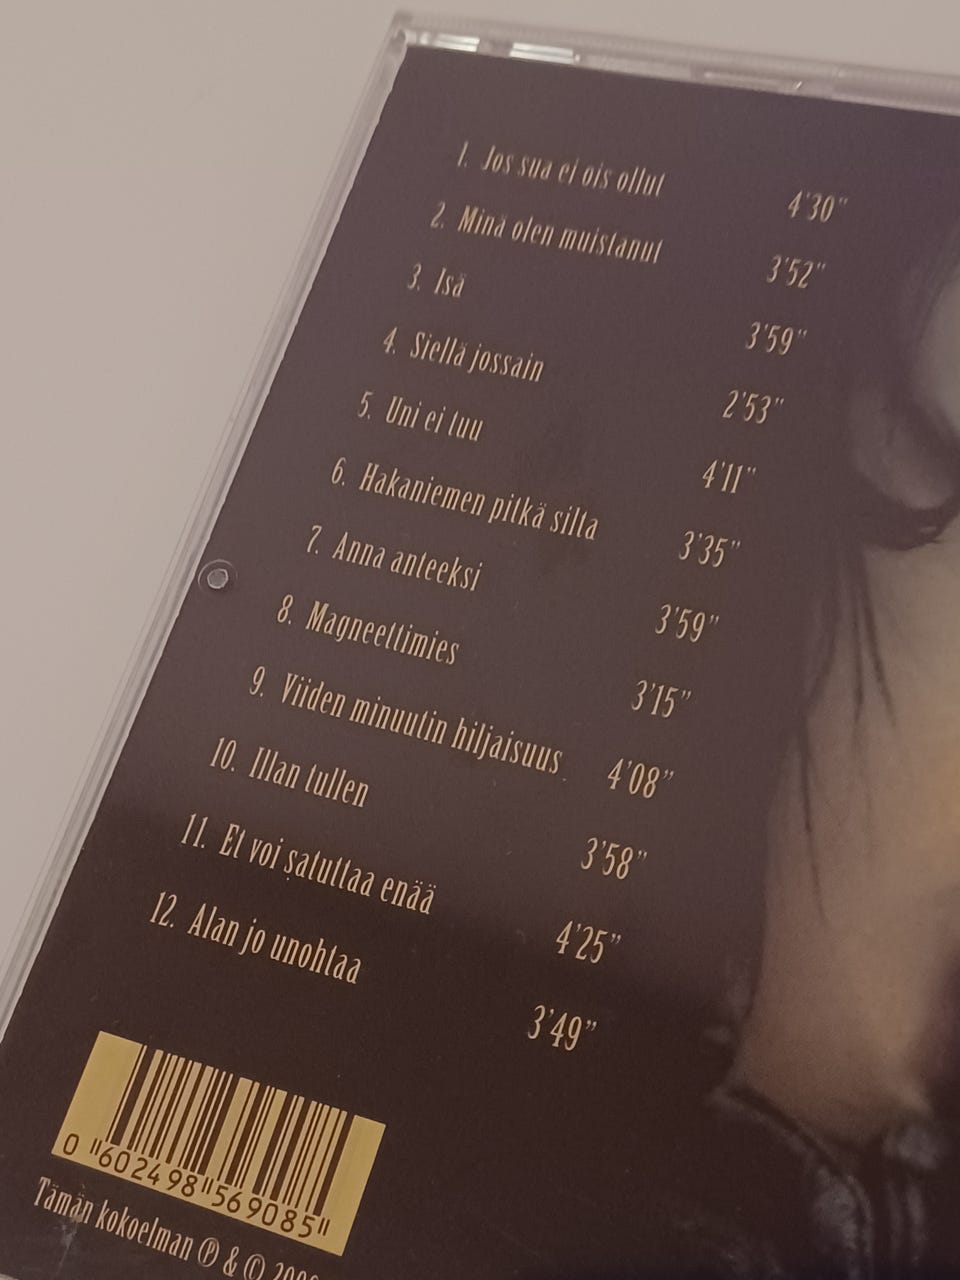 1. Jos sua ei ois ollut 4'30"
2. Minä olen muistanut 3'52"
3. Isä 3'59"
4. Siellä jossain 2'53"
5. Uni ei tuu 4'11"
6. Hakaniemen pitkä silta 3'35"
7. Anna anteeksi 3'59"
8. Magneettimies 3'15"
9. Viiden minuutin hiljaisuus 4'08"
10. Illan tullen 3'58"
11. Et voi satuttaa enää 4'25"
12. Alan jo unohtaa 3'49"
0 602498 569085
Tämän kokoelman ℗ & ©